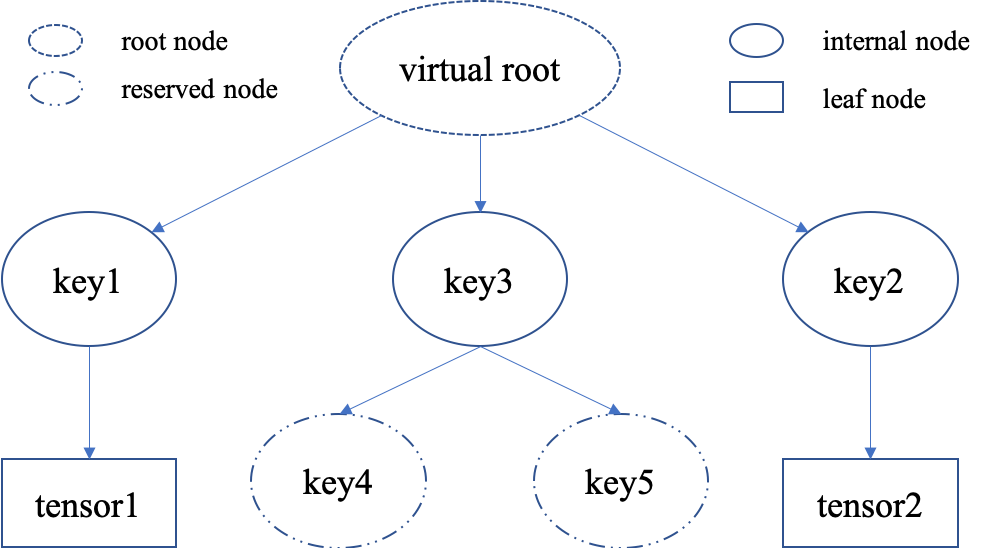 root node
reserved node
virtual root
internal node
leaf node
key1
key3
key2
key4
key5
tensor1
tensor2